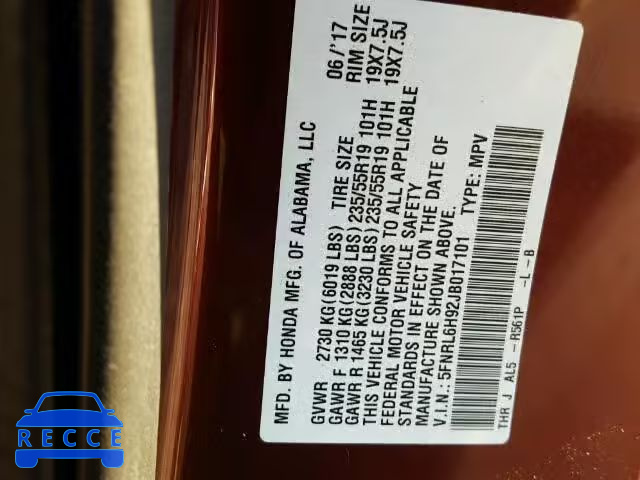 MFD. BY HONDA MFG. OF ALABAMA, LLC 06/'17
GVWR 2730 KG(6019 LBS) TIRE SIZE RIM SIZE
GAWR F 1310 KG(2888 LBS) 235/55R19 101H 19X7.5J
GAWR R 1465 KG(3230 LBS) 235/55R19 101H 19X7.5J
THIS VEHICLE CONFORMS TO ALL APPLICABLE
FEDERAL MOTOR VEHICLE SAFETY
STANDARDS IN EFFECT ON THE DATE OF
MANUFACTURE SHOWN ABOVE.
V.I.N.:5FNRL6H92JB017101 TYPE: MPV
THR J AL5 -R561P -L-B
RECCE